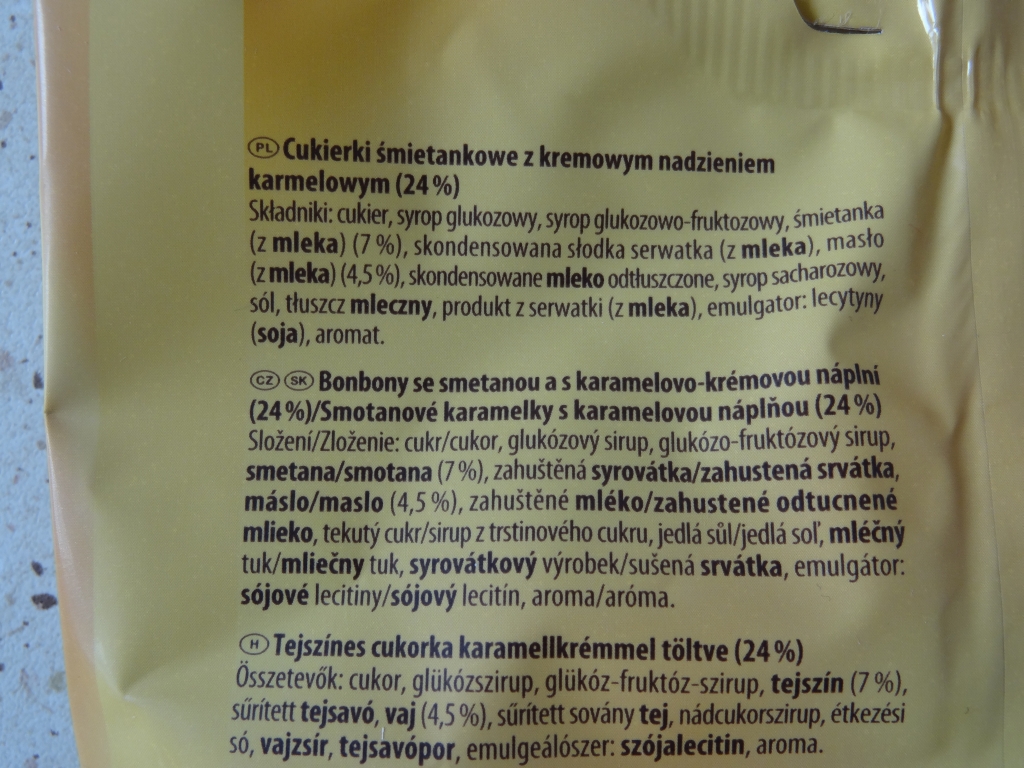 PL Cukierki śmietankowe z kremowym nadzieniem
karmelowym (24 %)
Składniki: cukier, syrop glukozowy, syrop glukozowo-fruktozowy, śmietanka
(z mleka) (7 %), skondensowana słodka serwatka (z mleka), masło
(z mleka) (4,5 %), skondensowane mleko odtłuszczone, syrop sacharozowy,
sól, tłuszcz mleczny, produkt z serwatki (z mleka), emulgator: lecytyny
(soja), aromat.
CZ SK Bonbony se smetanou a s karamelovo-krémovou náplní
(24 %)/Smotanové karamelky s karamelovou náplňou (24 %)
Složení/Zloženie: cukr/cukor, glukózový sirup, glukózo-fruktózový sirup,
smetana/smotana (7 %), zahuštěná syrovátka/zahustená srvátka,
máslo/maslo (4,5 %), zahuštěné mléko/zahustené odtucnené
mlieko, tekutý cukr/sirup z trstinového cukru, jedlá sůl/jedlá soľ, mléčný
tuk/mliečny tuk, syrovátkový výrobek/sušená srvátka, emulgátor:
sójové lecitiny/sójový lecitín, aroma/aróma.
H Tejszínes cukorka karamellkrémmel töltve (24 %)
Összetevők: cukor, glükózszirup, glükóz-fruktóz-szirup, tejszín (7 %),
sűrített tejsavó, vaj (4,5 %), sűrített sovány tej, nádcukorszirup, étkezési
só, vajzsír, tejsavópor, emulgeálószer: szójalecitin, aroma.